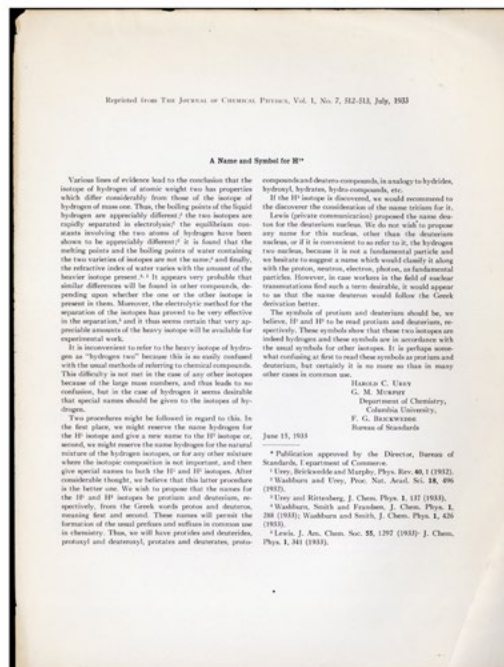 Reprinted from THE JOURNAL OF CHEMICAL PHYSICS, Vol. 1, No. 7, 512-513, July, 1933
A Name and Symbol for H²*
Various lines of evidence lead to the conclusion that the
isotope of hydrogen of atomic weight two has properties
which differ considerably from those of the isotope of
hydrogen of mass one. Thus, the boiling points of the liquid
hydrogen are appreciably different;¹ the two isotopes are
rapidly separated in electrolysis;² the equilibrium con-
stants involving the two atoms of hydrogen have been
shown to be appreciably different;³ it is found that the
melting points and the boiling points of water containing
the two varieties of isotopes are not the same;⁴ and finally,
the refractive index of water varies with the amount of the
heavier isotope present.⁴, ⁵ It appears very probable that
similar differences will be found in other compounds, de-
pending upon whether the one or the other isotope is
present in them. Moreover, the electrolytic method for the
separation of the isotopes has proved to be very effective
in the separation,⁵ and it thus seems certain that very ap-
preciable amounts of the heavy isotope will be available for
experimental work.
It is inconvenient to refer to the heavy isotope of hydro-
gen as "hydrogen two" because this is so easily confused
with the usual methods of referring to chemical compounds.
This difficulty is not met in the case of any other isotopes
because of the large mass numbers, and thus leads to no
confusion, but in the case of hydrogen it seems desirable
that special names should be given to the isotopes of hy-
drogen.
Two procedures might be followed in regard to this. In
the first place, we might reserve the name hydrogen for
the H¹ isotope and give a new name to the H² isotope or,
second, we might reserve the name hydrogen for the natural
mixture of the hydrogen isotopes, or for any other mixture
where the isotopic composition is not important, and then
give special names to both the H¹ and H² isotopes. After
considerable thought, we believe that this latter procedure
is the better one. We wish to propose that the names for
the H¹ and H² isotopes be protium and deuterium, re-
spectively, from the Greek words proton and deuteron,
meaning first and second. These names will permit the
formation of the usual prefixes and suffixes in common use
in chemistry. Thus, we will have protides and deuterides,
protoxyl and deuteroxyl, protates and deuterates, proto-
compounds and deutero-compounds, in analogy to hydrides,
hydroxyl, hydrates, hydro-compounds, etc.
If the H³ isotope is discovered, we would recommend to
the discoverer the consideration of the name tritium for it.
Lewis (private communication) proposed the name deu-
ton for the deuterium nucleus. We do not wish to propose
any name for this nucleus, other than the deuterium
nucleus, or if it is convenient to so refer to it, the hydrogen
two nucleus, because it is not a fundamental particle and
we hesitate to suggest a name which would classify it along
with the proton, neutron, electron, photon, as fundamental
particles. However, in case workers in the field of nuclear
transmutations find such a term desirable, it would appear
to us that the name deuteron would follow the Greek
derivation better.
The symbols of protium and deuterium should be, we
believe, H¹ and H² to be read protium and deuterium, re-
spectively. These symbols show that these two isotopes are
indeed hydrogen and these symbols are in accordance with
the usual symbols for other isotopes. It is perhaps some-
what confusing at first to read these symbols as protium and
deuterium, but certainly it is no more so than in many
other cases in common use.
HAROLD C. UREY
G. M. MURPHY
Department of Chemistry,
Columbia University,
F. G. BRICKWEDDE
Bureau of Standards
June 15, 1933
* Publication approved by the Director, Bureau of
Standards, Department of Commerce.
¹ Urey, Brickwedde and Murphy, Phys. Rev. 40, 1 (1932).
² Washburn and Urey, Proc. Nat. Acad. Sci. 18, 496
(1932).
³ Urey and Rittenberg, J. Chem. Phys. 1, 137 (1933).
⁴ Washburn, Smith and Frandsen, J. Chem. Phys. 1,
288 (1933); Washburn and Smith, J. Chem. Phys. 1, 426
(1933).
⁵ Lewis, J. Am. Chem. Soc. 55, 1297 (1933); J. Chem.
Phys. 1, 341 (1933).